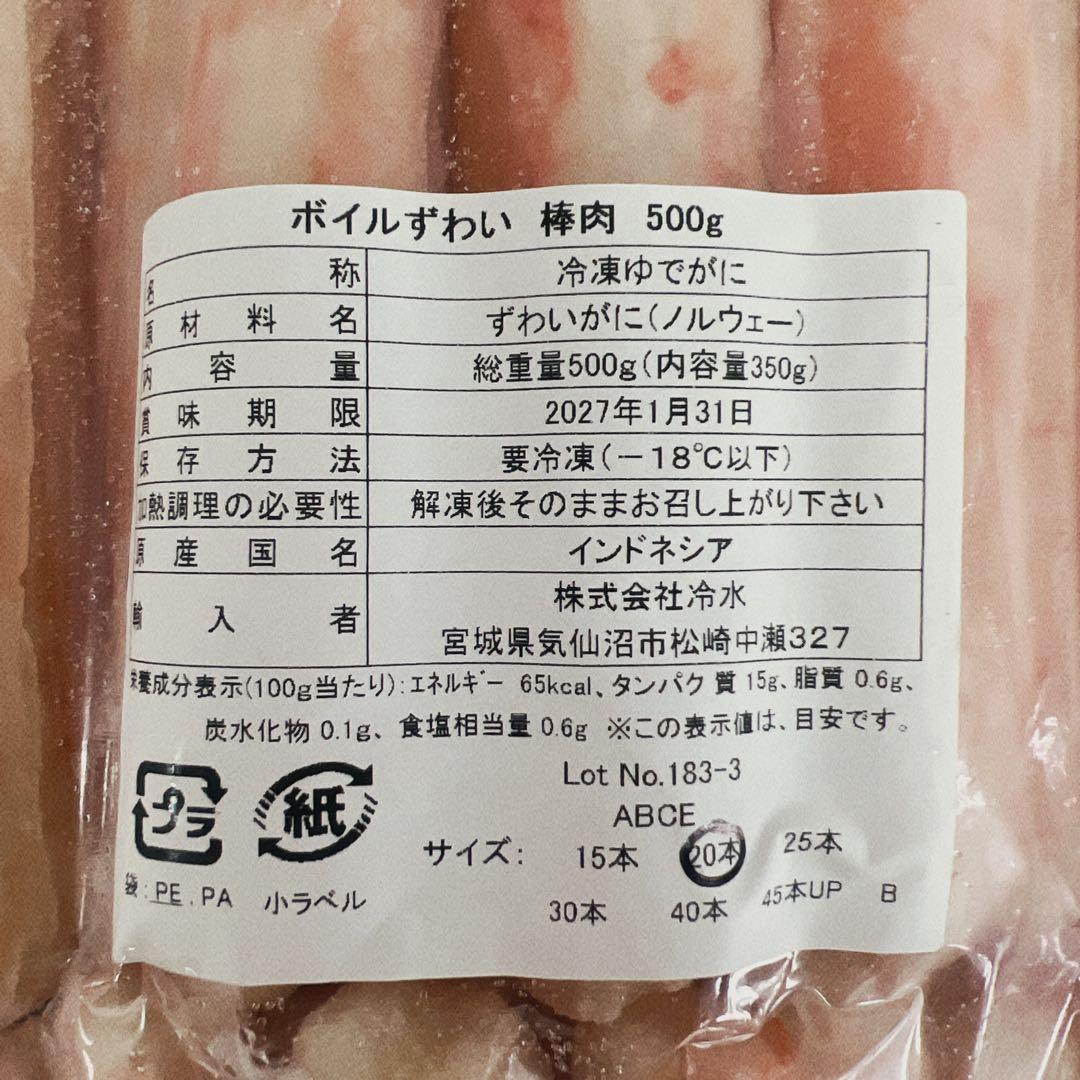 ボイルずわい 棒肉 500g
名称 冷凍ゆでがに
原材料名 ずわいがに(ノルウェー)
内容量 総重量500g(内容量350g)
賞味期限 2027年1月31日
保存方法 要冷凍(-18℃以下)
加熱調理の必要性 解凍後そのままお召し上がり下さい
原産国名 インドネシア
輸入者 株式会社冷水
宮城県気仙沼市松崎中瀬327
栄養成分表示(100g当たり):エネルギー 65kcal、タンパク質 15g、脂質 0.6g、
炭水化物 0.1g、食塩相当量 0.6g ※この表示値は、目安です。
Lot No.183-3
ABCE
プラ 紙
サイズ: 15本 20本 25本
袋:PE,PA 小ラベル
30本 40本 45本UP B